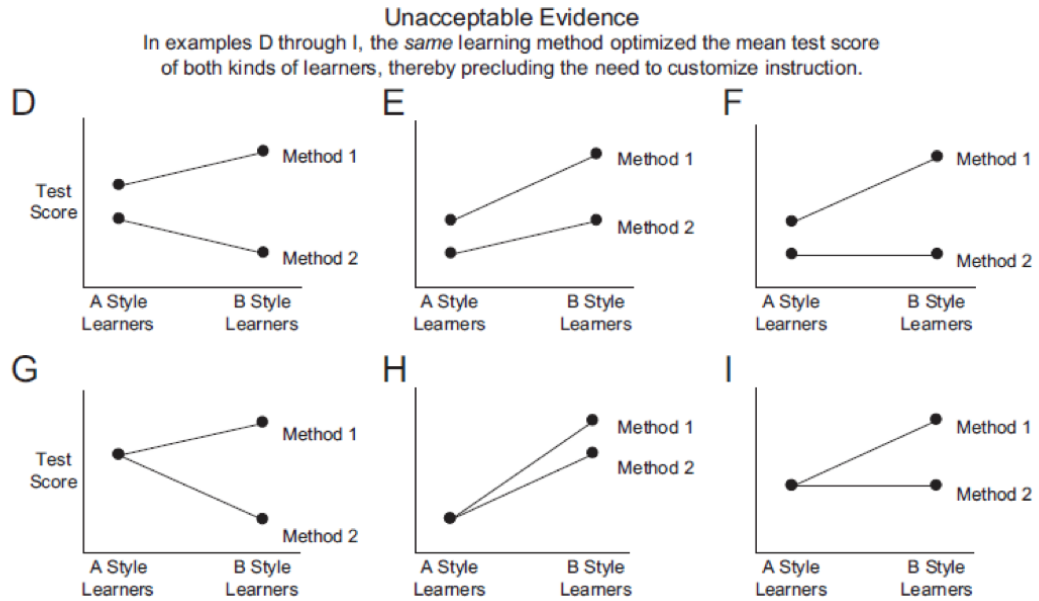 Unacceptable Evidence
In examples D through I, the same learning method optimized the mean test score
of both kinds of learners, thereby precluding the need to customize instruction.
D
Test
Score
Method 1
Method 2
A Style
Learners
B Style
Learners
E
Method 1
Method 2
A Style
Learners
B Style
Learners
F
Method 1
Method 2
A Style
Learners
B Style
Learners
G
Test
Score
Method 1
Method 2
A Style
Learners
B Style
Learners
H
Method 1
Method 2
A Style
Learners
B Style
Learners
I
Method 1
Method 2
A Style
Learners
B Style
Learners